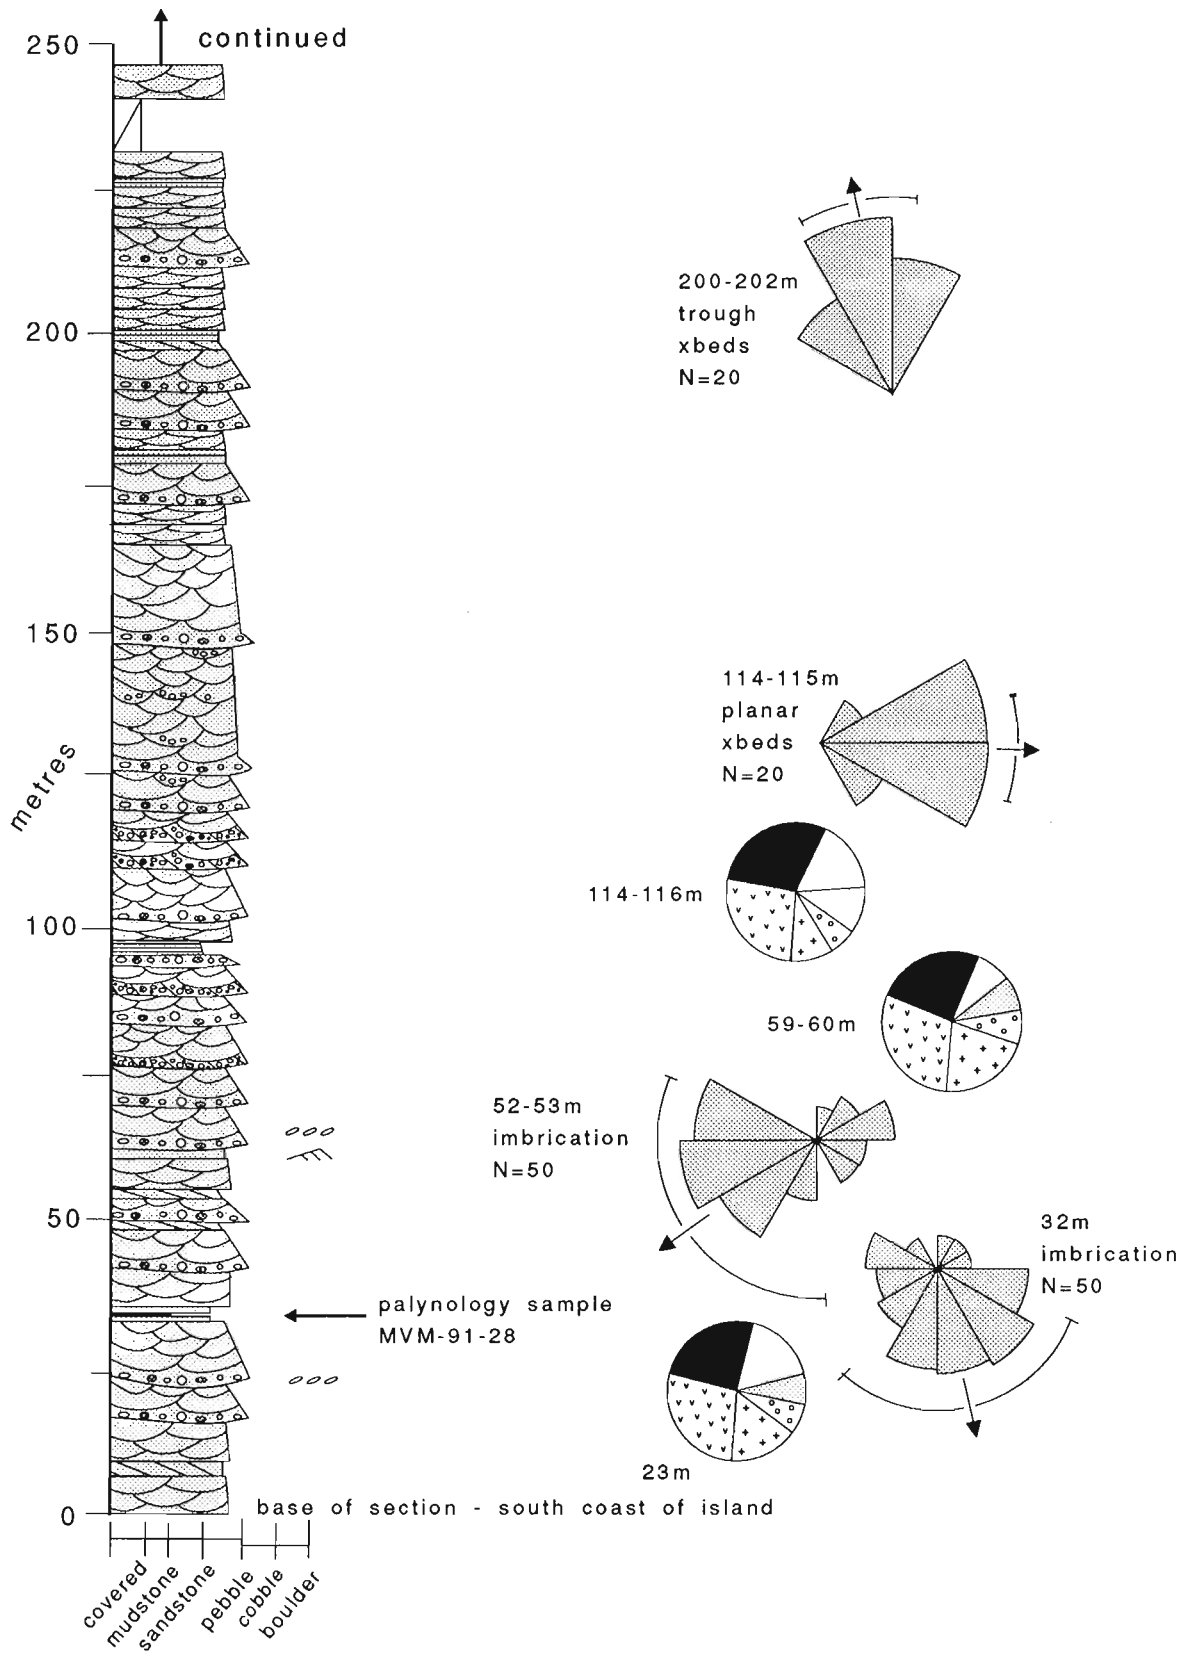 continued
250
200
150
100
50
0
metres
200-202m
trough
xbeds
N=20
114-115m
planar
xbeds
N=20
114-116m
59-60m
52-53m
imbrication
N=50
32m
imbrication
N=50
palynology sample
MVM-91-28
23m
base of section - south coast of island
covered
mudstone
sandstone
pebble
cobble
boulder